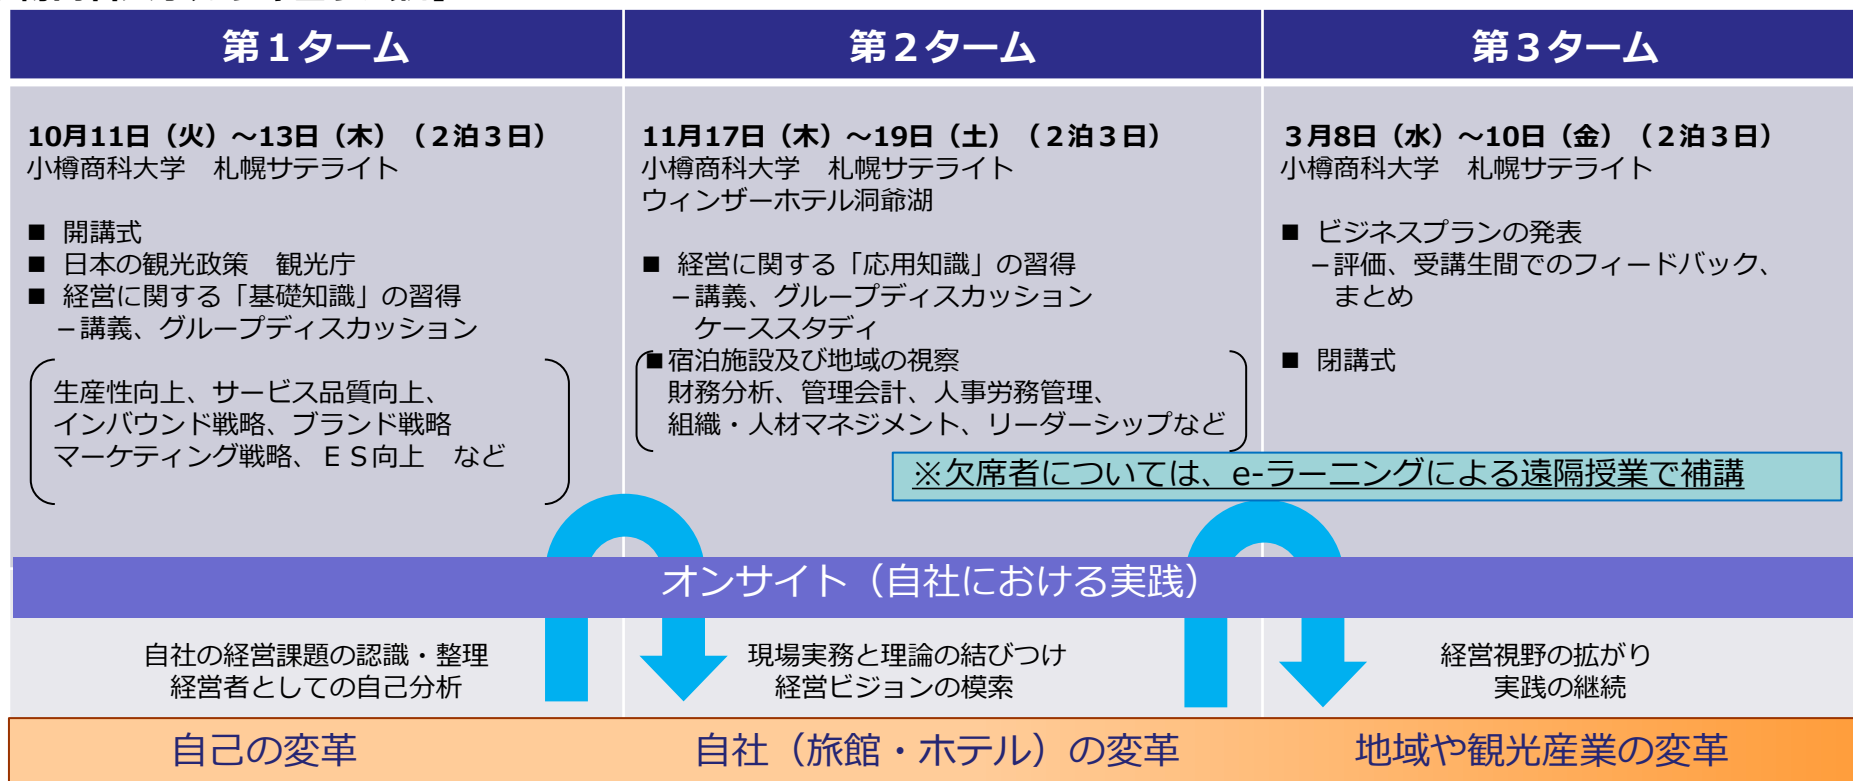 第１ターム
第２ターム
第３ターム
10月11日（火）～13日（木）（２泊３日）
小樽商科大学　札幌サテライト
■ 開講式
■ 日本の観光政策　観光庁
■ 経営に関する「基礎知識」の習得
－講義、グループディスカッション
生産性向上、サービス品質向上、
インバウンド戦略、ブランド戦略
マーケティング戦略、ＥＳ向上　など
11月17日（木）～19日（土）（２泊３日）
小樽商科大学　札幌サテライト
ウィンザーホテル洞爺湖
■ 経営に関する「応用知識」の習得
－講義、グループディスカッション
ケーススタディ
■宿泊施設及び地域の視察
財務分析、管理会計、人事労務管理、
組織・人材マネジメント、リーダーシップなど
３月8日（水）～10日（金）（２泊３日）
小樽商科大学　札幌サテライト
■ ビジネスプランの発表
－評価、受講生間でのフィードバック、
まとめ
■ 閉講式
※欠席者については、e-ラーニングによる遠隔授業で補講
オンサイト（自社における実践）
自社の経営課題の認識・整理
経営者としての自己分析
現場実務と理論の結びつけ
経営ビジョンの模索
経営視野の拡がり
実践の継続
自己の変革
自社（旅館・ホテル）の変革
地域や観光産業の変革